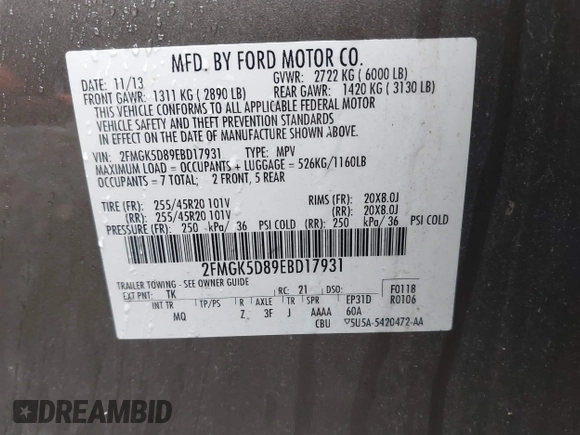 MFD. BY FORD MOTOR CO.
DATE: 11/13 GVWR: 2722 KG ( 6000 LB)
FRONT GAWR: 1311 KG ( 2890 LB) REAR GAWR: 1420 KG ( 3130 LB)
THIS VEHICLE CONFORMS TO ALL APPLICABLE FEDERAL MOTOR
VEHICLE SAFETY AND THEFT PREVENTION STANDARDS
IN EFFECT ON THE DATE OF MANUFACTURE SHOWN ABOVE.
VIN: 2FMGK5D89EBD17931 TYPE: MPV
MAXIMUM LOAD = OCCUPANTS + LUGGAGE = 526KG/1160LB
OCCUPANTS = 7 TOTAL; 2 FRONT, 5 REAR
TIRE (FR): 255/45R20 101V RIMS (FR): 20X8.0J
(RR): 255/45R20 101V (RR): 20X8.0J
PRESSURE (FR): 250 kPa/ 36 PSI COLD (RR) 250 kPa/ 36 PSI COLD
2FMGK5D89EBD17931
TRAILER TOWING - SEE OWNER GUIDE
EXT PNT: TK RC: 21 DSO: F0118
INT TR TP/PS R AXLE TR SPR EP31D R0106
MQ Z 3F J AAAA 60A
CBU 5U5A-5420472-AA
DREAMBID